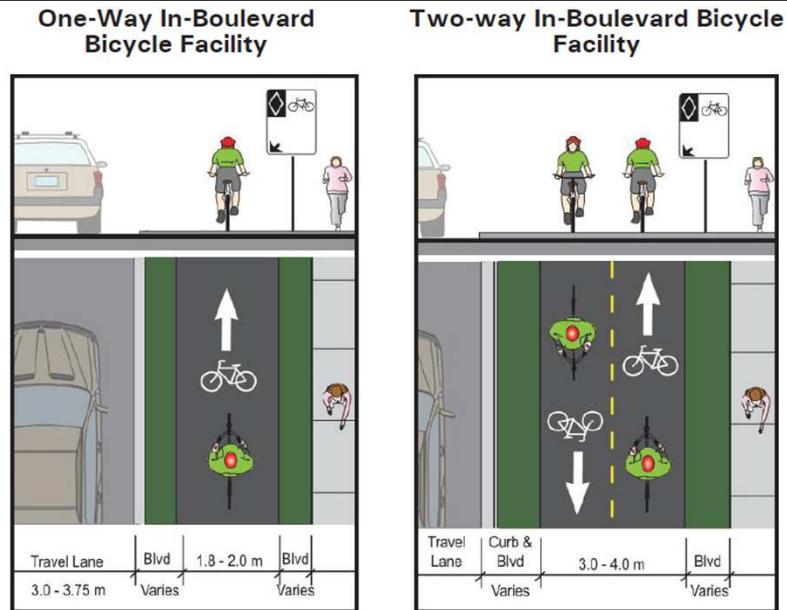 One-Way In-Boulevard
Bicycle Facility
Travel Lane
Blvd
1.8 - 2.0 m
Blvd
3.0 - 3.75 m
Varies
Varies
Two-way In-Boulevard Bicycle
Facility
Travel
Lane
Curb &
Blvd
3.0 - 4.0 m
Blvd
Varies
Varies